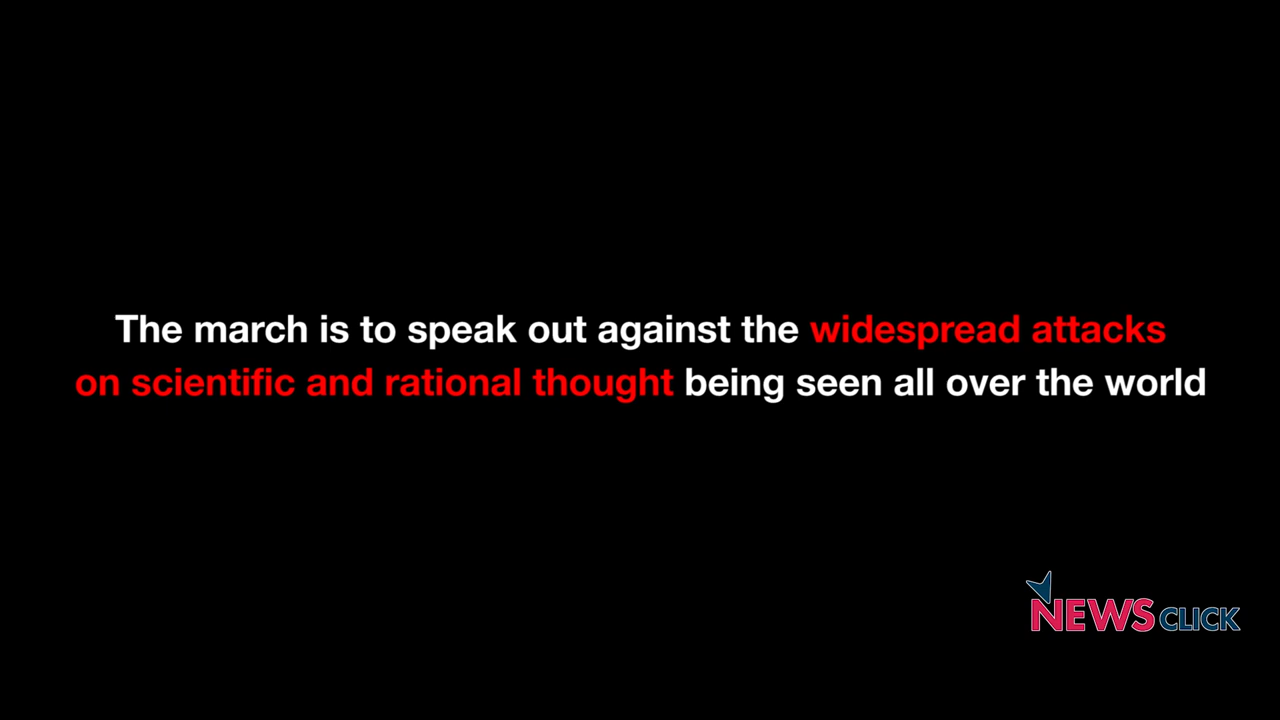 The march is to speak out against the widespread attacks
on scientific and rational thought being seen all over the world
NEWSCLICK